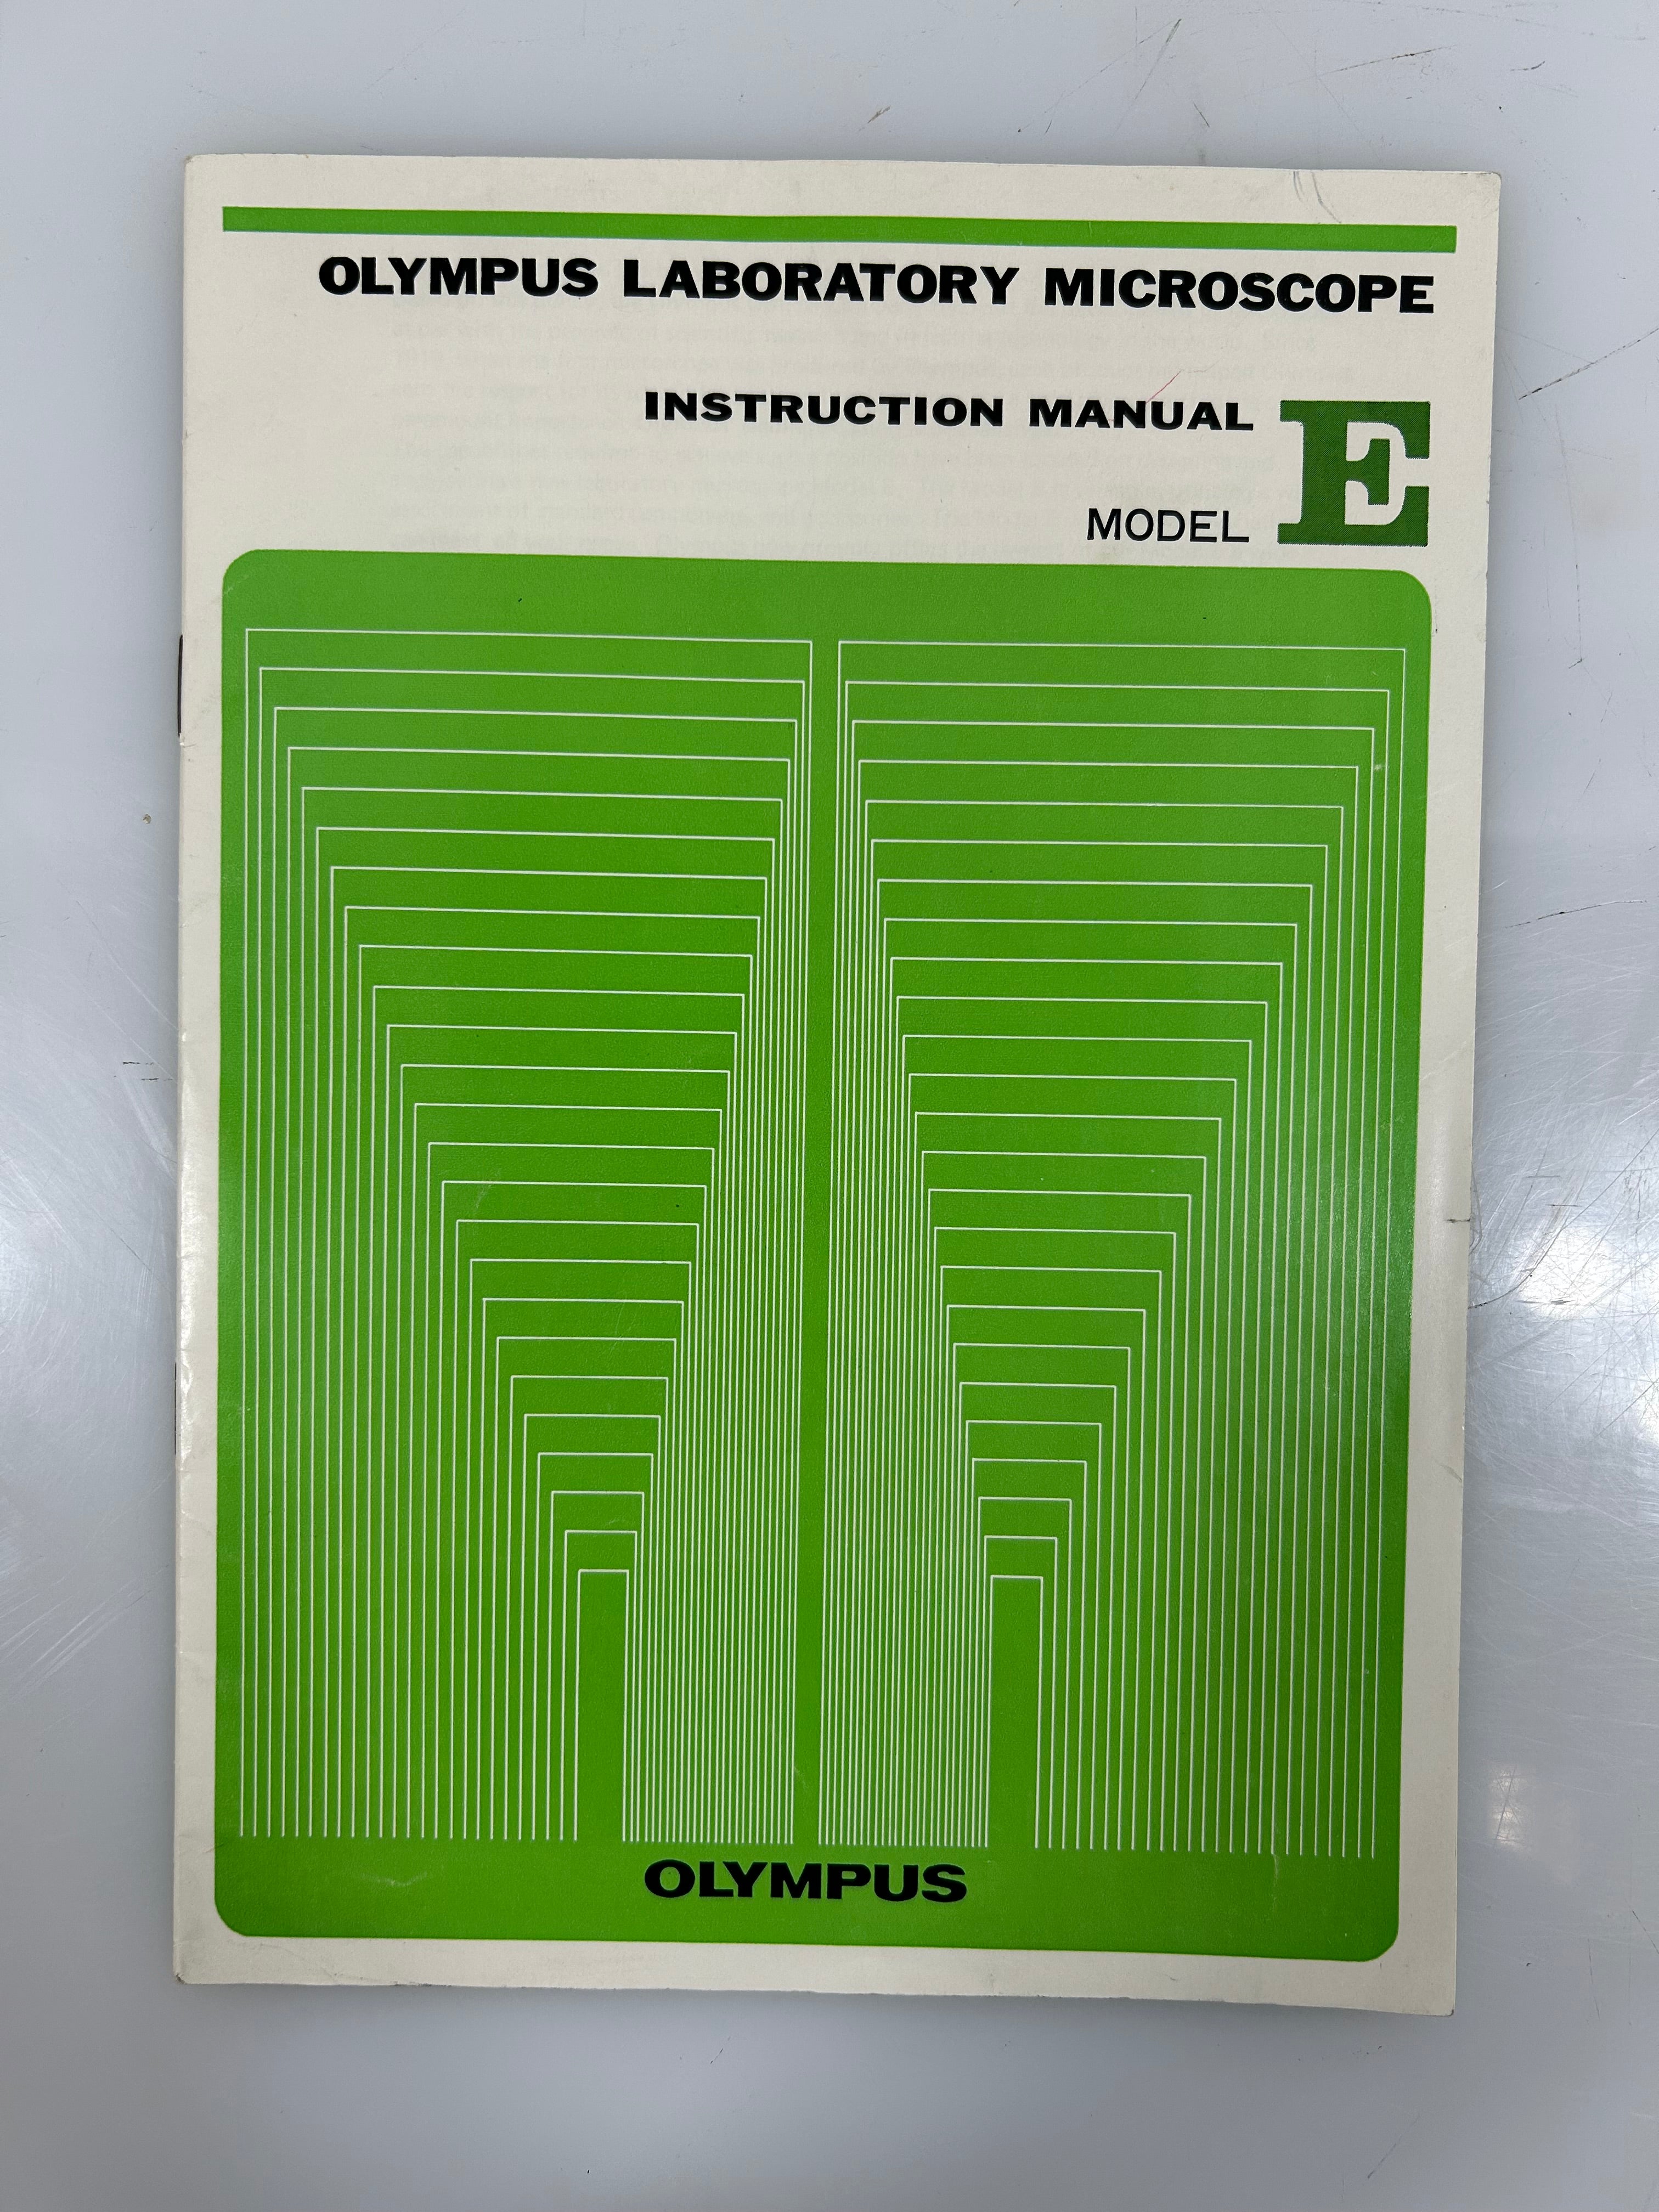 OLYMPUS LABORATORY MICROSCOPE
INSTRUCTION MANUAL
MODEL E
OLYMPUS